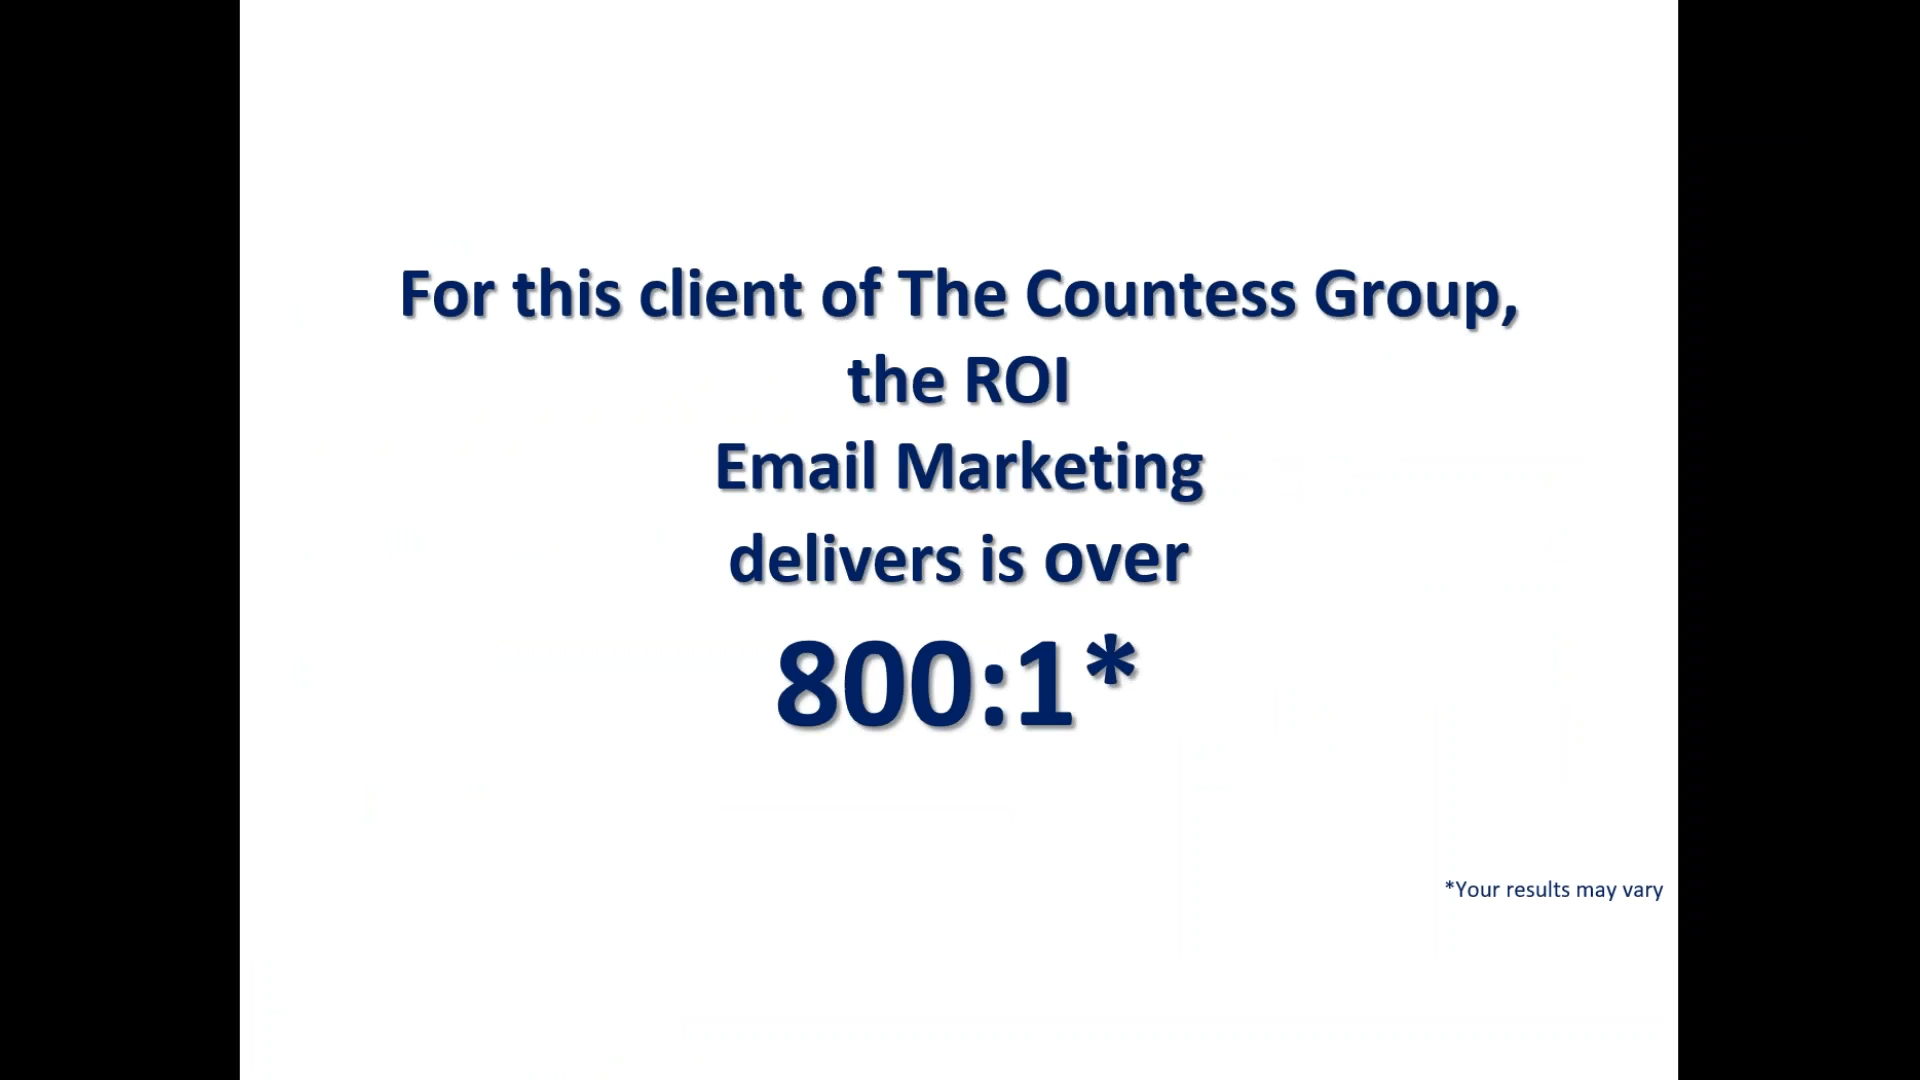 For this client of The Countess Group,
the ROI
Email Marketing
delivers is over
800:1*
*Your results may vary